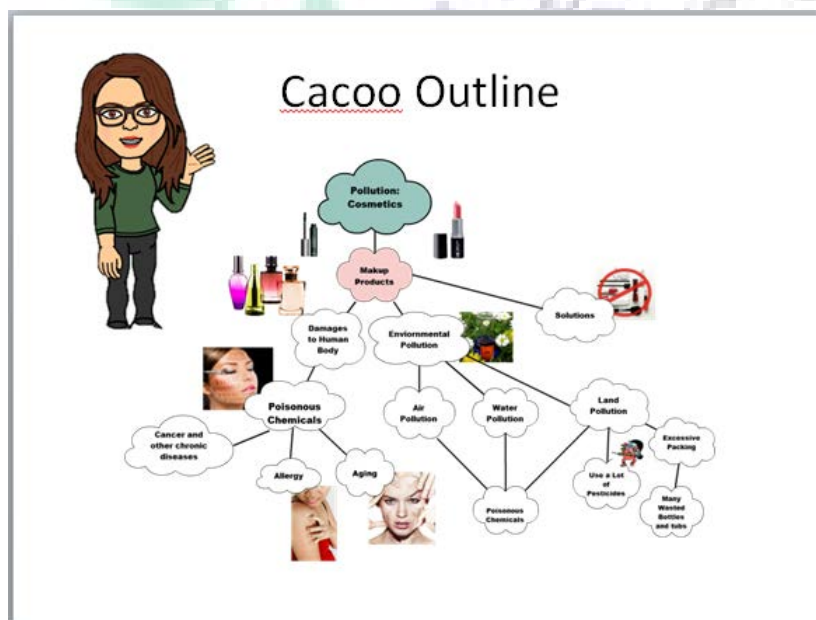 Cacoo Outline
Pollution:
Cosmetics
Makup
Products
Solutions
Damages
to Human
Body
Enviornmental
Pollution
Poisonous
Chemicals
Air
Pollution
Water
Pollution
Land
Pollution
Cancer and
other chronic
diseases
Allergy
Aging
Excessive
Packing
Use a Lot
of
Pesticides
Poisonous
Chemicals
Many
Wasted
Bottles
and tubs